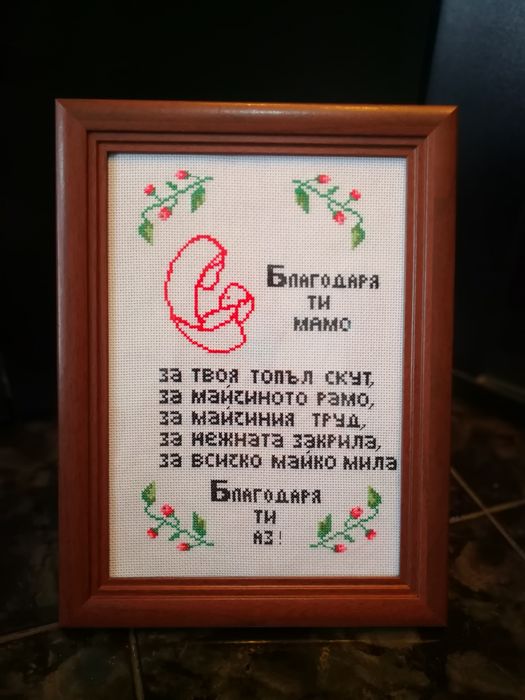 Благодаря
ти
мамо
за твоя топъл скут,
за майчиното рамо,
за майчиния труд,
за нежната закрила,
за всичко майко мила
Благодаря
ти
аз!